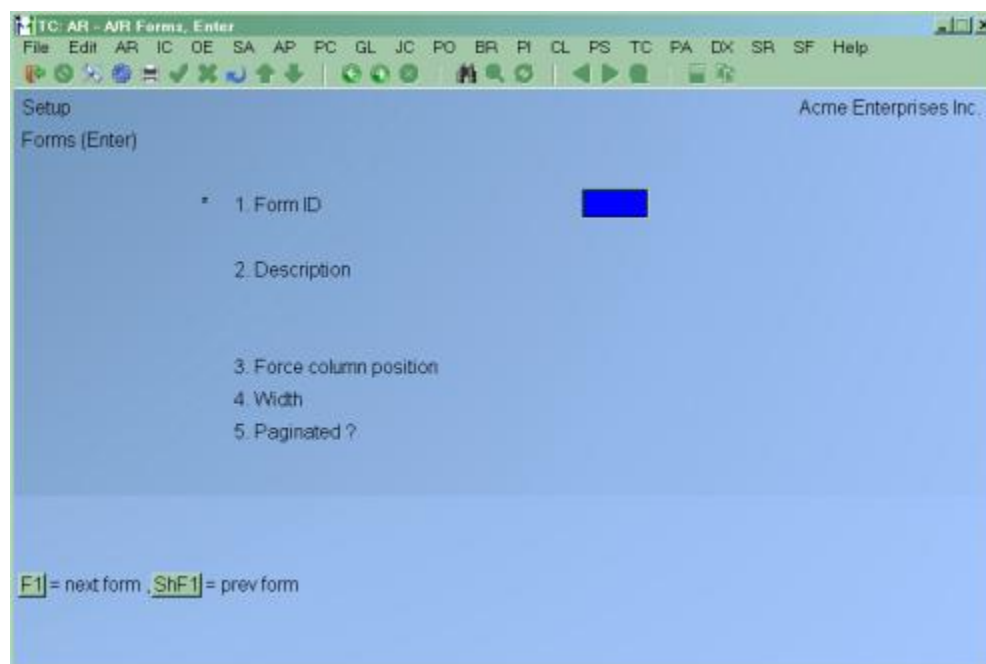 TC: AR - A/R Forms, Enter
File Edit AR IC OE SA AP PC GL JC PO BR PI CL PS TC PA DX SR SF Help
Setup Acme Enterprises Inc.
Forms (Enter)
* 1. Form ID
2. Description
3. Force column position
4. Width
5. Paginated ?
F1 = next form , ShF1 = prev form